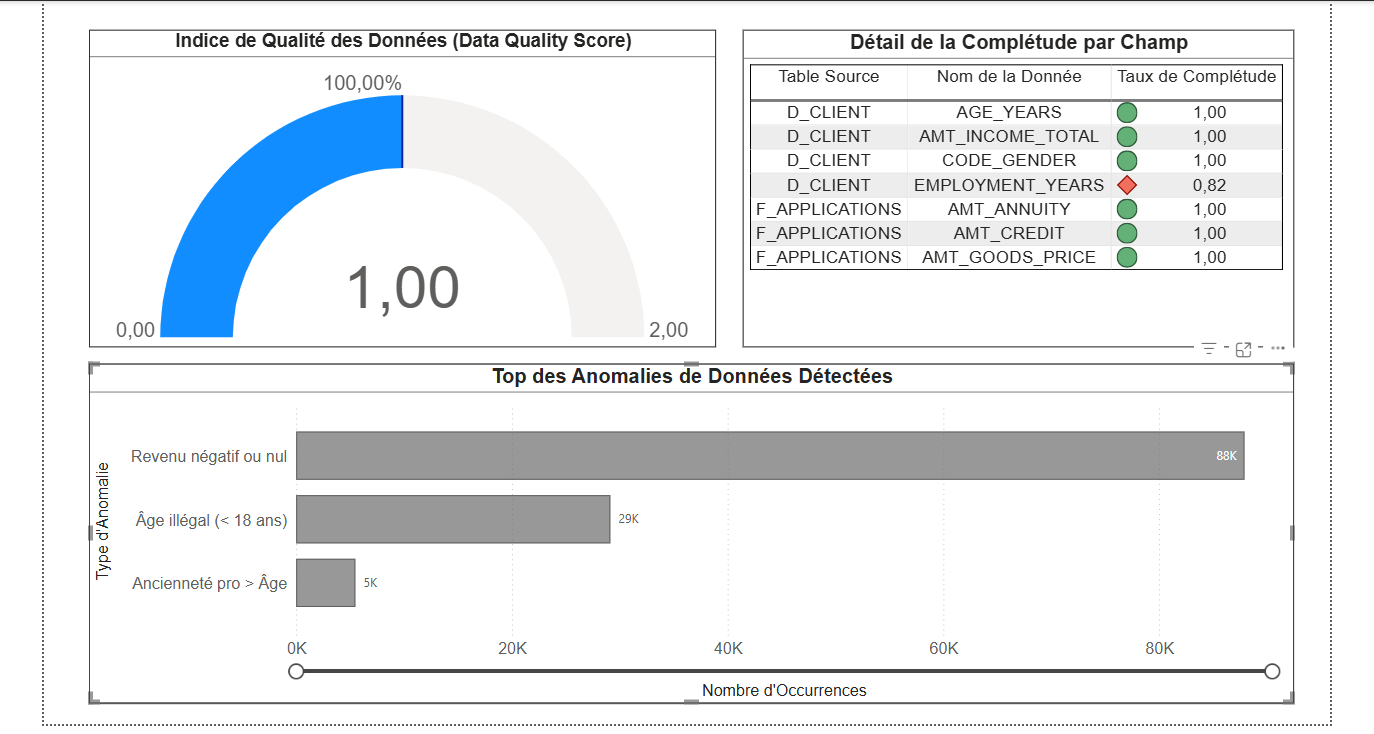 Indice de Qualité des Données (Data Quality Score)
100,00%
1,00
0,00
2,00
Détail de la Complétude par Champ
Table Source Nom de la Donnée Taux de Complétude
D_CLIENT AGE_YEARS 1,00
D_CLIENT AMT_INCOME_TOTAL 1,00
D_CLIENT CODE_GENDER 1,00
D_CLIENT EMPLOYMENT_YEARS 0,82
F_APPLICATIONS AMT_ANNUITY 1,00
F_APPLICATIONS AMT_CREDIT 1,00
F_APPLICATIONS AMT_GOODS_PRICE 1,00
Top des Anomalies de Données Détectées
Type d'Anomalie
Revenu négatif ou nul 88K
Âge illégal (< 18 ans) 29K
Ancienneté pro > Âge 5K
0K 20K 40K 60K 80K
Nombre d'Occurrences